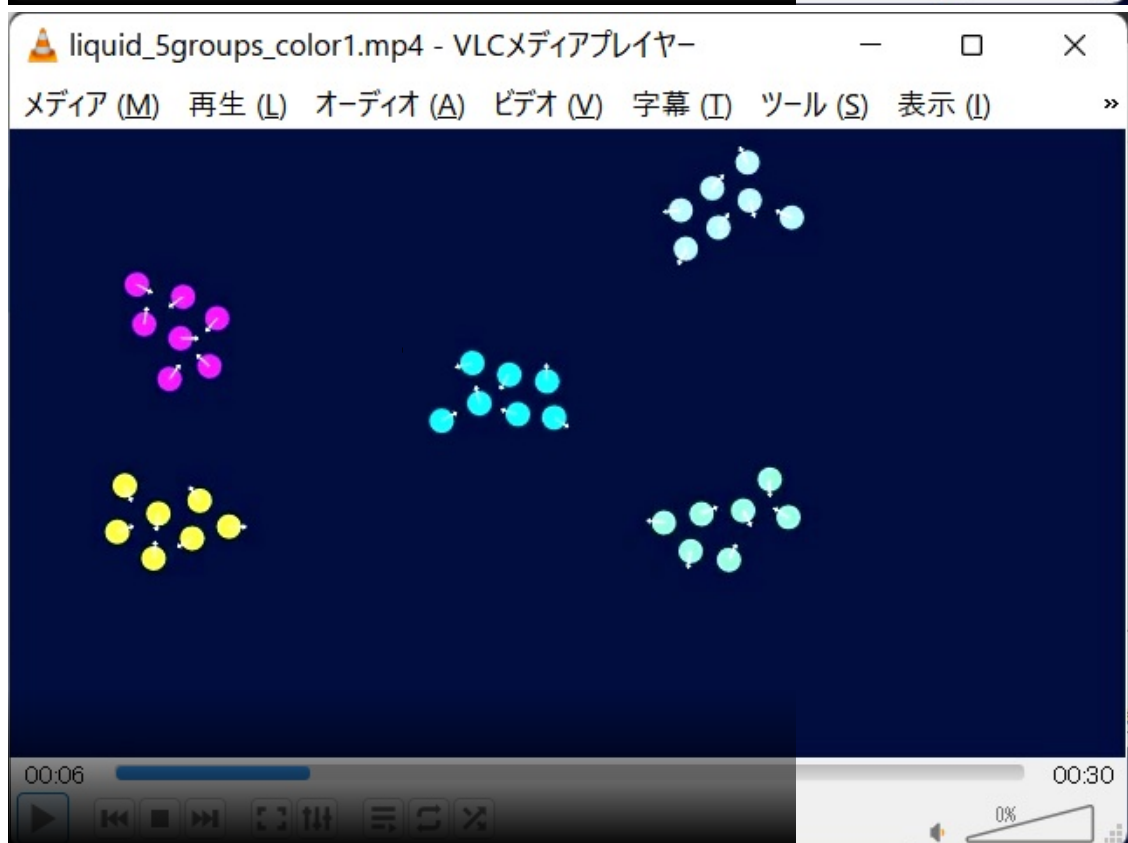 liquid_5groups_color1.mp4 - VLCメディアプレイヤー
メディア (M) 再生 (L) オーディオ (A) ビデオ (V) 字幕 (T) ツール (S) 表示 (I) »
00:06 00:30
0%